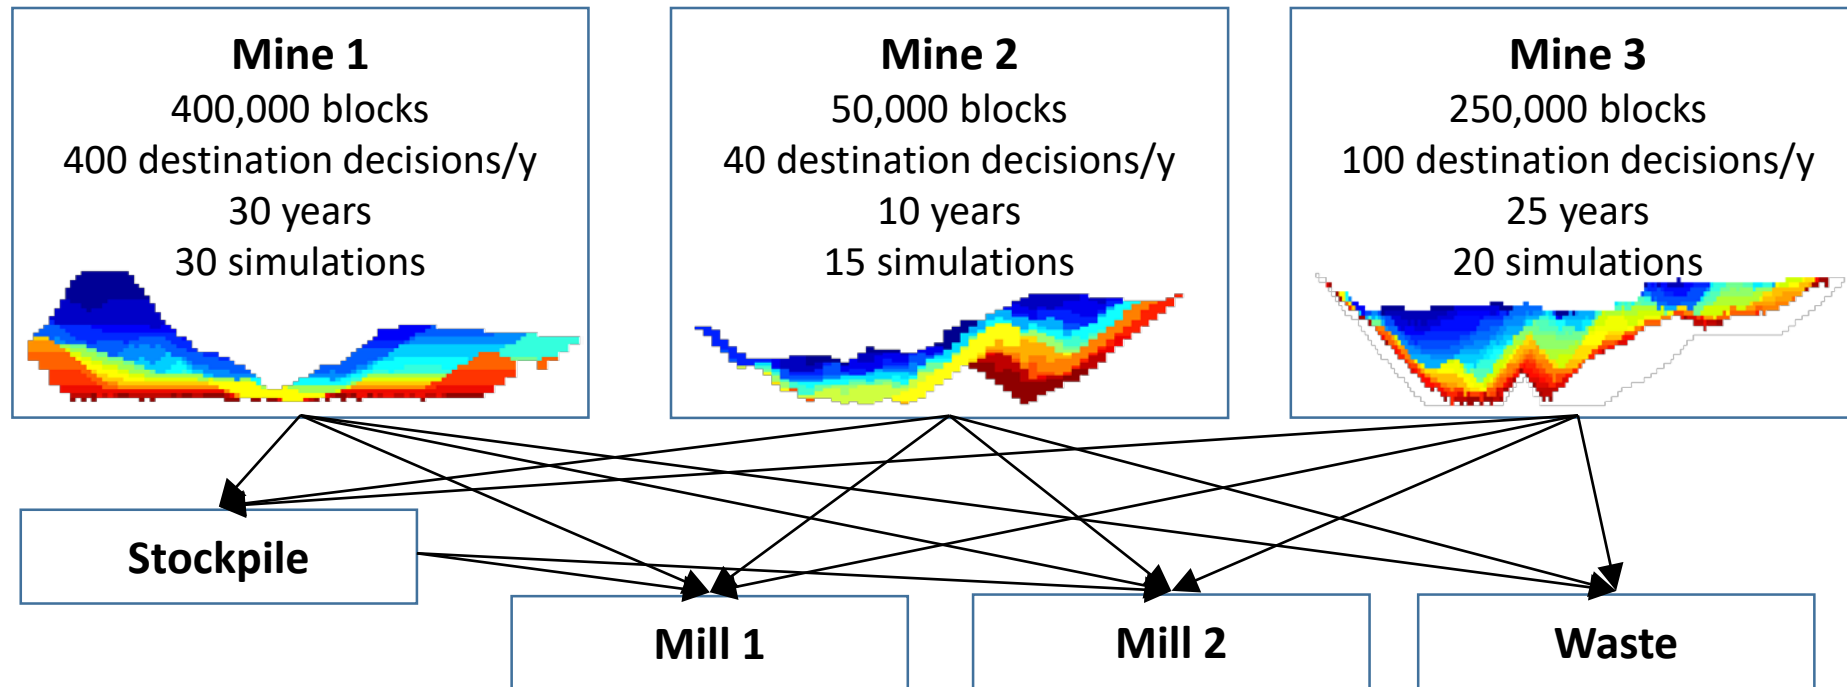 Mine 1
400,000 blocks
400 destination decisions/y
30 years
30 simulations
Mine 2
50,000 blocks
40 destination decisions/y
10 years
15 simulations
Mine 3
250,000 blocks
100 destination decisions/y
25 years
20 simulations
Stockpile
Mill 1
Mill 2
Waste